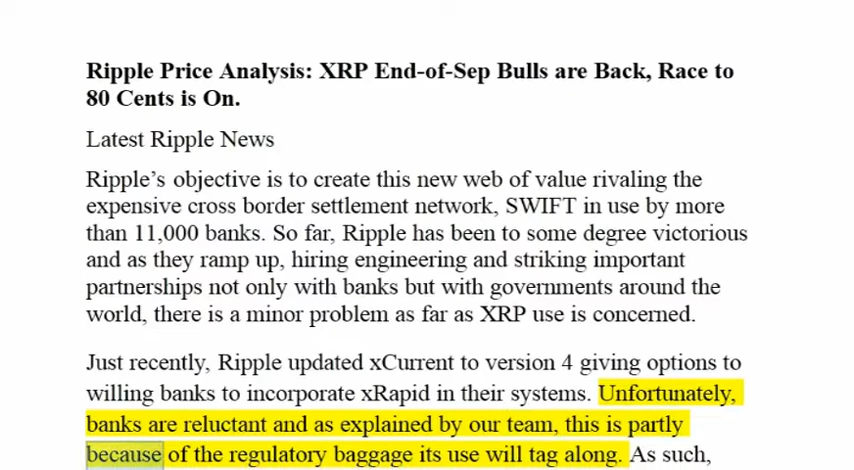 Ripple Price Analysis: XRP End-of-Sep Bulls are Back, Race to
80 Cents is On.
Latest Ripple News
Ripple’s objective is to create this new web of value rivaling the
expensive cross border settlement network, SWIFT in use by more
than 11,000 banks. So far, Ripple has been to some degree victorious
and as they ramp up, hiring engineering and striking important
partnerships not only with banks but with governments around the
world, there is a minor problem as far as XRP use is concerned.
Just recently, Ripple updated xCurrent to version 4 giving options to
willing banks to incorporate xRapid in their systems. Unfortunately,
banks are reluctant and as explained by our team, this is partly
because of the regulatory baggage its use will tag along. As such,